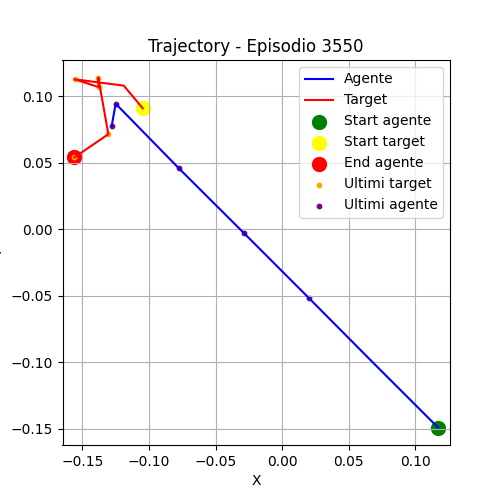 Trajectory - Episodio 3550
Agente
Target
Start agente
Start target
End agente
Ultimi target
Ultimi agente
0.10
0.05
0.00
−0.05
−0.10
−0.15
−0.15
−0.10
−0.05
0.00
0.05
0.10
X